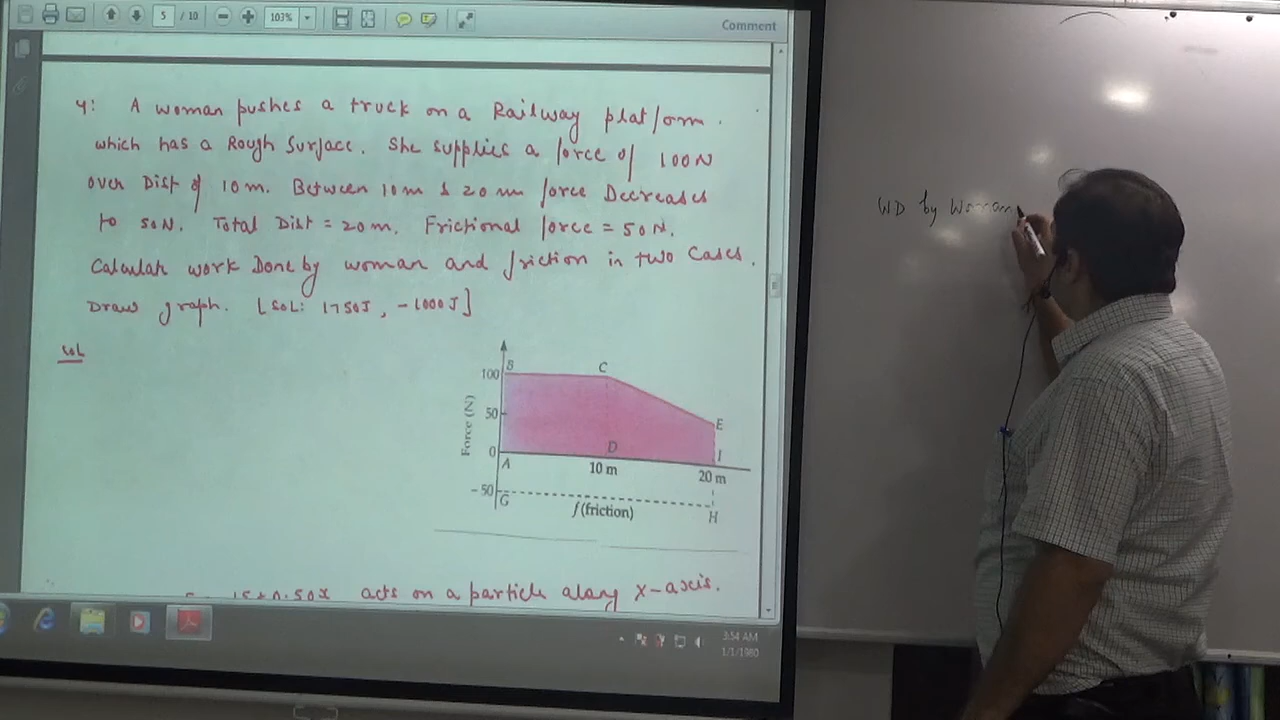 5 / 10
103%
Comment
4: A woman pushes a truck on a Railway platform.
which has a Rough Surface. She supplies a force of 100N
over Dist of 10m. Between 10m & 20m force Decreases
to 50N. Total Dist = 20m. Frictional force = 50N.
Calculate work Done by woman and friction in two Cases.
Draw graph. [Sol: 1750J, -1000J]
Sol
Force (N)
100
50
0
-50
B
C
E
A
D
I
10 m
20 m
G
f(friction)
H
15+0.50x acts on a particle along x-axis.
3:54 AM
1/1/1980
WD by Woman